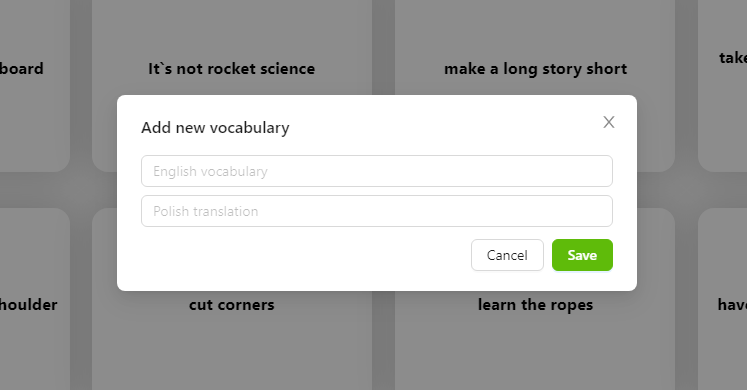 board
It`s not rocket science
make a long story short
take
Add new vocabulary
English vocabulary
Polish translation
Cancel
Save
houlder
cut corners
learn the ropes
have